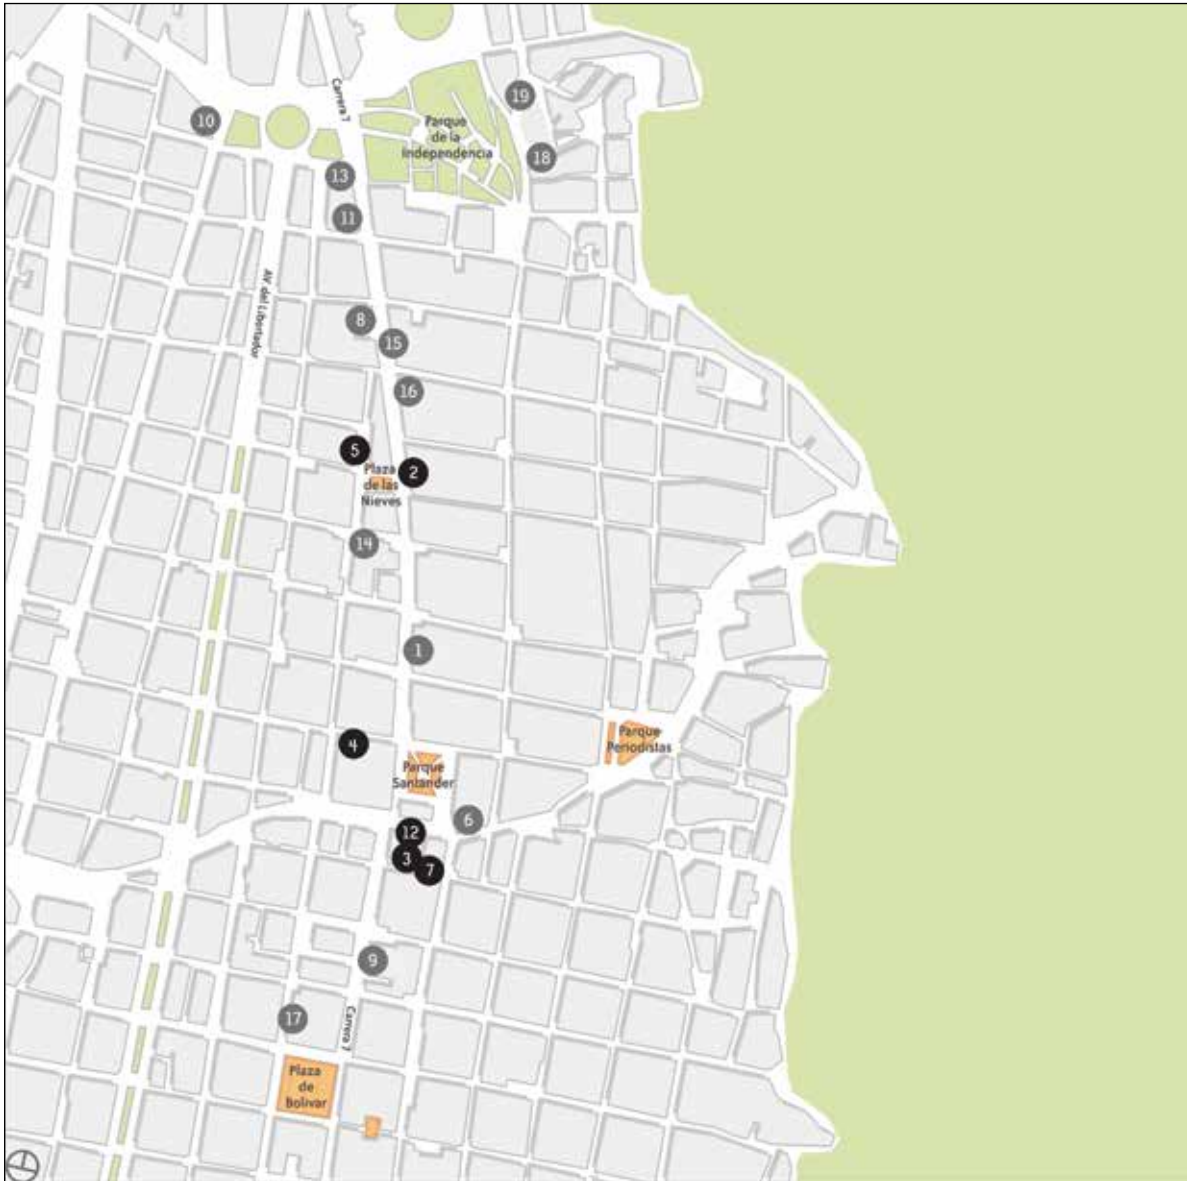 Carrera 7
19
10
Parque
de la
Independencia
18
13
11
AV del Libertador
8
15
16
5
2
Plaza
de las
Nieves
14
1
Parque
Periodistas
4
Parque
Santander
6
12
3
7
9
17
Carrera 7
Plaza
de
Bolivar